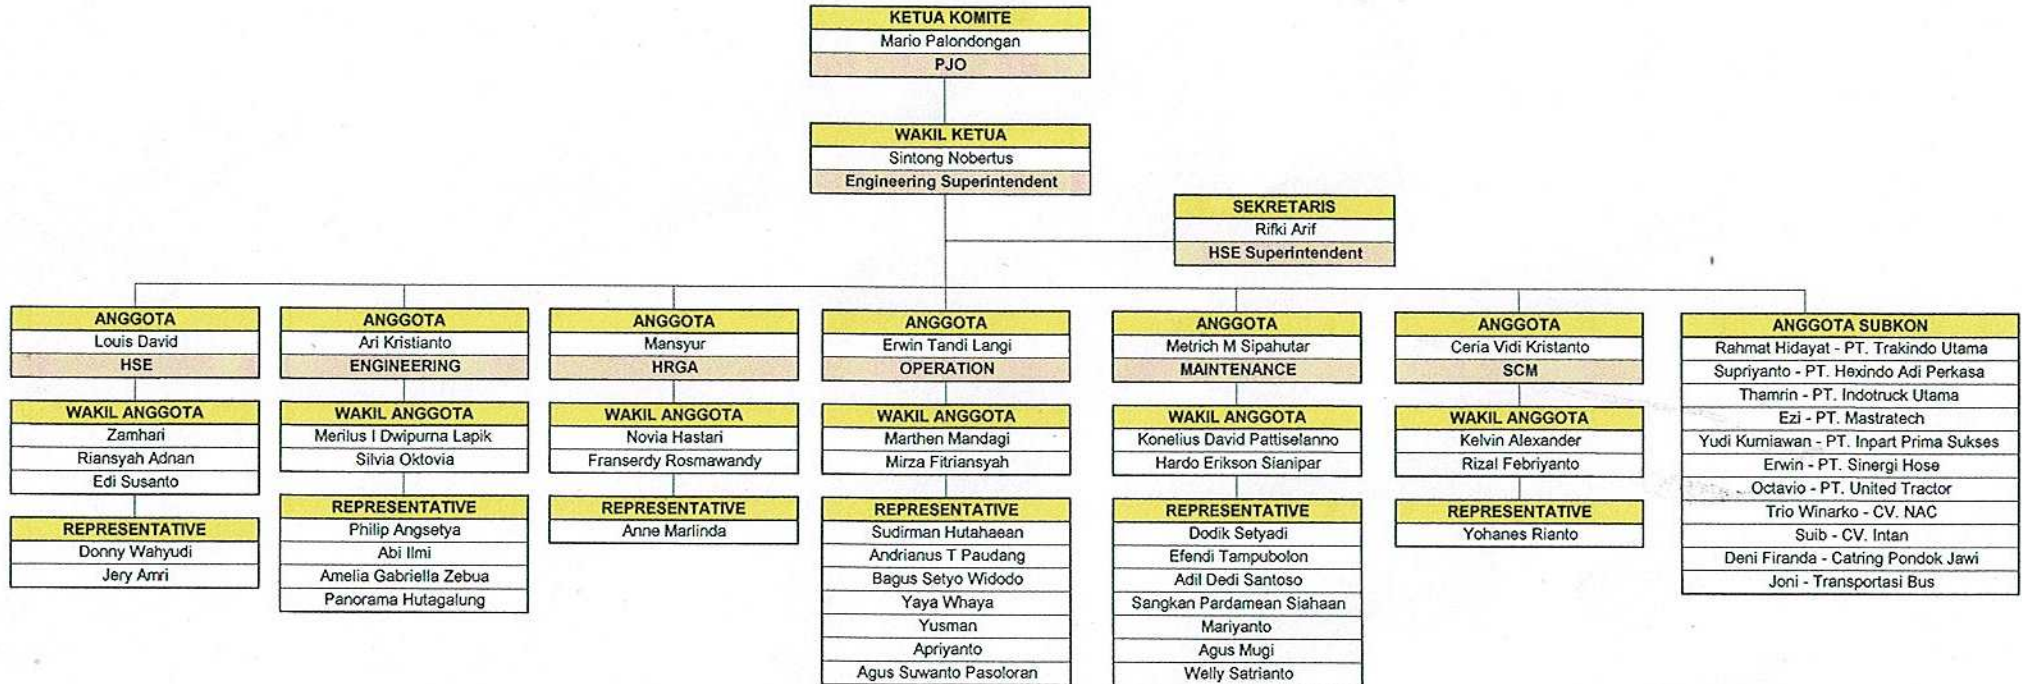 KETUA KOMITE
Mario Palondongan
PJO
WAKIL KETUA
Sintong Nobertus
Engineering Superintendent
SEKRETARIS
Rifki Arif
HSE Superintendent
ANGGOTA
Louis David
HSE
WAKIL ANGGOTA
Zamhari
Riansyah Adnan
Edi Susanto
REPRESENTATIVE
Donny Wahyudi
Jery Amri
ANGGOTA
Ari Kristianto
ENGINEERING
WAKIL ANGGOTA
Merilus I Dwipurna Lapik
Silvia Oktovia
REPRESENTATIVE
Philip Angsetya
Abi Ilmi
Amelia Gabriella Zebua
Panorama Hutagalung
ANGGOTA
Mansyur
HRGA
WAKIL ANGGOTA
Novia Hastari
Franserdy Rosmawandy
REPRESENTATIVE
Anne Marlinda
ANGGOTA
Erwin Tandi Langi
OPERATION
WAKIL ANGGOTA
Marthen Mandagi
Mirza Fitriansyah
REPRESENTATIVE
Sudirman Hutahaean
Andrianus T Paudang
Bagus Setyo Widodo
Yaya Whaya
Yusman
Apriyanto
Agus Suwanto Pasoloran
ANGGOTA
Metrich M Sipahutar
MAINTENANCE
WAKIL ANGGOTA
Konelius David Pattiselanno
Hardo Erikson Sianipar
REPRESENTATIVE
Dodik Setyadi
Efendi Tampubolon
Adil Dedi Santoso
Sangkan Pardamean Siahaan
Mariyanto
Agus Mugi
Welly Satrianto
ANGGOTA
Ceria Vidi Kristanto
SCM
WAKIL ANGGOTA
Kelvin Alexander
Rizal Febriyanto
REPRESENTATIVE
Yohanes Rianto
ANGGOTA SUBKON
Rahmat Hidayat - PT. Trakindo Utama
Supriyanto - PT. Hexindo Adi Perkasa
Thamrin - PT. Indotruck Utama
Ezi - PT. Mastratech
Yudi Kurniawan - PT. Inpart Prima Sukses
Erwin - PT. Sinergi Hose
Octavio - PT. United Tractor
Trio Winarko - CV. NAC
Suib - CV. Intan
Deni Firanda - Catring Pondok Jawi
Joni - Transportasi Bus